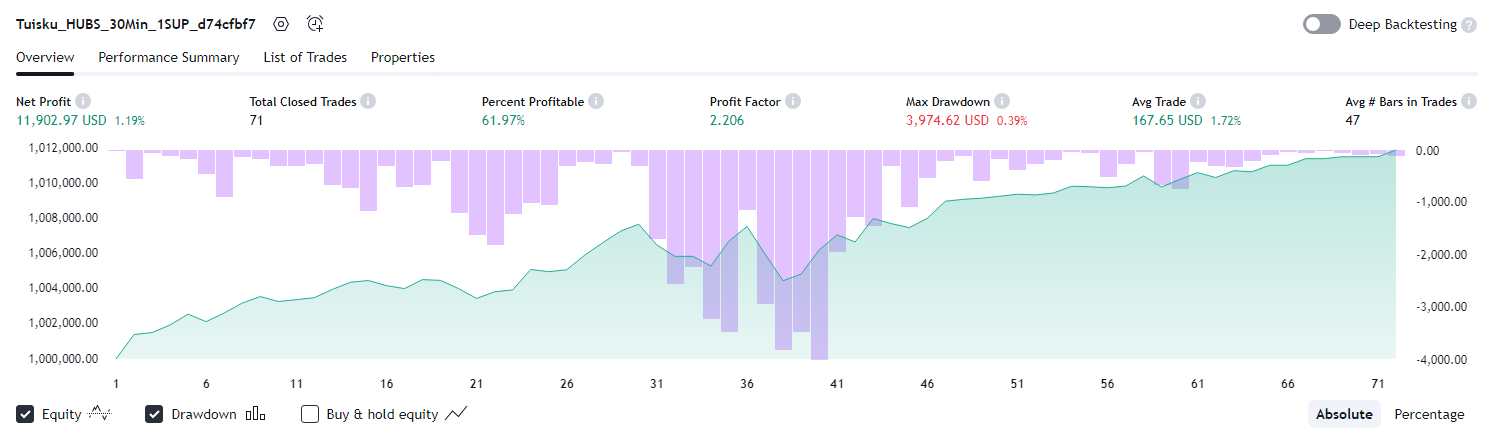 Tuisku_HUBS_30Min_1SUP_d74cfbf7 Deep Backtesting ?
Overview Performance Summary List of Trades Properties
Net Profit i Total Closed Trades i Percent Profitable i Profit Factor i Max Drawdown i Avg Trade i Avg # Bars in Trades i
11,902.97 USD 1.19% 71 61.97% 2.206 3,974.62 USD 0.39% 167.65 USD 1.72% 47
1,012,000.00 0.00
1,010,000.00 -1,000.00
1,008,000.00
1,006,000.00 -2,000.00
1,004,000.00
1,002,000.00 -3,000.00
1,000,000.00 -4,000.00
1 6 11 16 21 26 31 36 41 46 51 56 61 66 71
Equity Drawdown Buy & hold equity Absolute Percentage